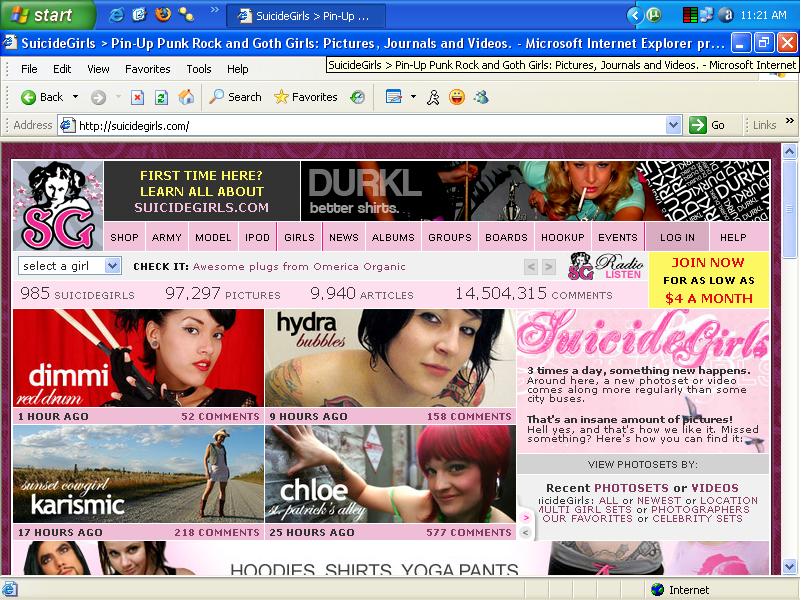 start
SuicideGirls > Pin-Up ...
11:21 AM
SuicideGirls > Pin-Up Punk Rock and Goth Girls: Pictures, Journals and Videos. - Microsoft Internet Explorer pr...
File Edit View Favorites Tools Help
SuicideGirls > Pin-Up Punk Rock and Goth Girls: Pictures, Journals and Videos. - Microsoft Internet
Back Search Favorites
Address http://suicidegirls.com/ Go Links
FIRST TIME HERE?
LEARN ALL ABOUT
SUICIDEGIRLS.COM
DURKL
better shirts.
SG
SHOP ARMY MODEL IPOD GIRLS NEWS ALBUMS GROUPS BOARDS HOOKUP EVENTS LOG IN HELP
select a girl CHECK IT: Awesome plugs from Omerica Organic
SG Radio
LISTEN
JOIN NOW
FOR AS LOW AS
$4 A MONTH
985 SUICIDEGIRLS 97,297 PICTURES 9,940 ARTICLES 14,504,315 COMMENTS
dimmi
red drum
1 HOUR AGO 52 COMMENTS
hydra
bubbles
9 HOURS AGO 158 COMMENTS
SuicideGirls
3 times a day, something new happens.
Around here, a new photoset or video
comes along more regularly than some
city buses.
That's an insane amount of pictures!
Hell yes, and that's how we like it. Missed
something? Here's how you can find it:
sunset cowgirl
karismic
17 HOURS AGO 218 COMMENTS
chloe
st. patrick's alley
25 HOURS AGO 577 COMMENTS
VIEW PHOTOSETS BY:
Recent PHOTOSETS or VIDEOS
uicideGirls: ALL or NEWEST or LOCATION
MULTI GIRL SETS or PHOTOGRAPHERS
OUR FAVORITES or CELEBRITY SETS
HOODIES, SHIRTS, YOGA PANTS
Internet